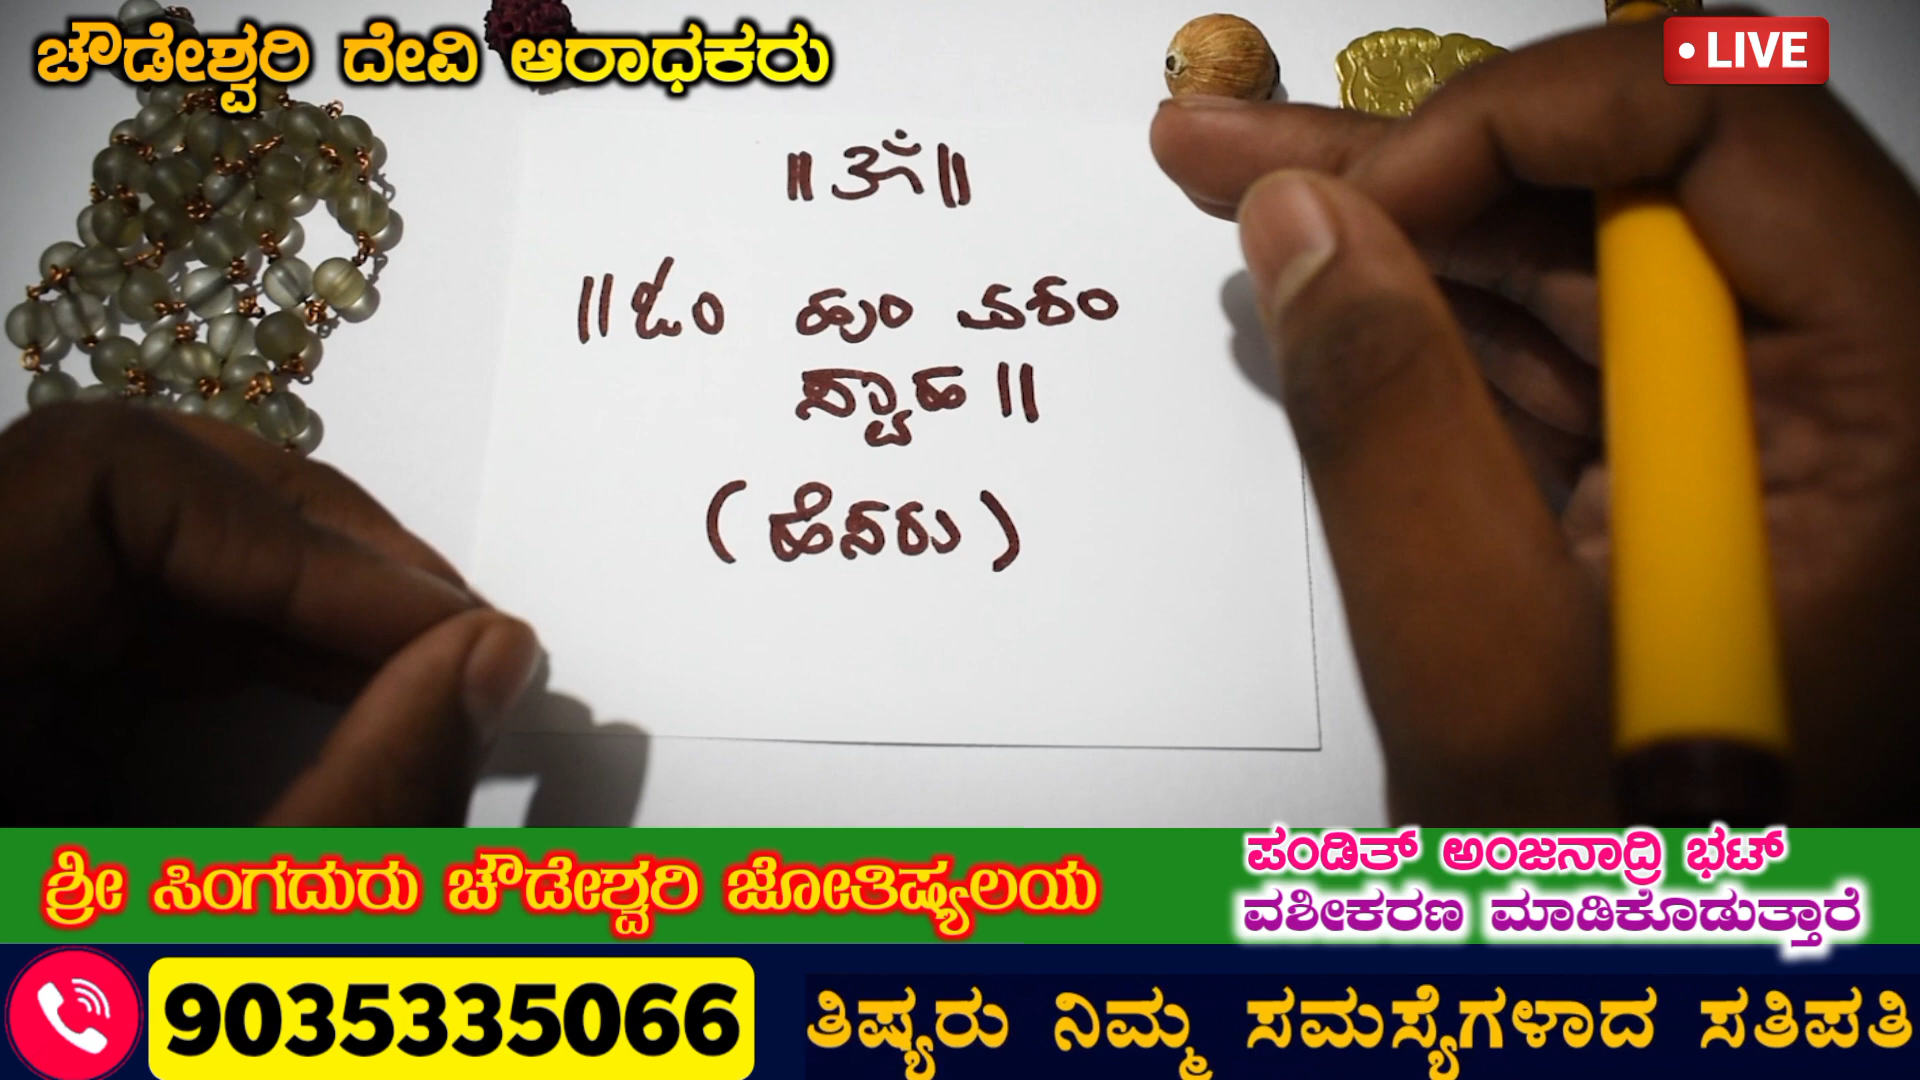 ಚೌಡೇಶ್ವರಿ ದೇವಿ ಆರಾಧಕರು
• LIVE
॥ ॐ ॥
॥ ಓಂ ಹುಂ ವಶಂ
ಸ್ವಾಹ ॥
( ಹೆಸರು )
ಶ್ರೀ ಸಿಂಗದುರು ಚೌಡೇಶ್ವರಿ ಜ್ಯೋತಿಷ್ಯಲಯ
ಪಂಡಿತ್ ಅಂಜನಾದ್ರಿ ಭಟ್
ವಶೀಕರಣ ಮಾಡಿಕೊಡುತ್ತಾರೆ
9035335066
ತಿಷ್ಯರು ನಿಮ್ಮ ಸಮಸ್ಯೆಗಳಾದ ಸತಿಪತಿ